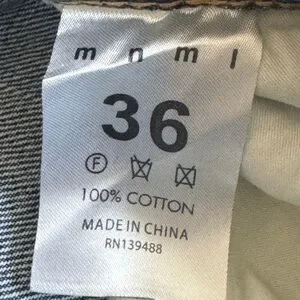 m n m l
36
F
100% COTTON
MADE IN CHINA
RN139488